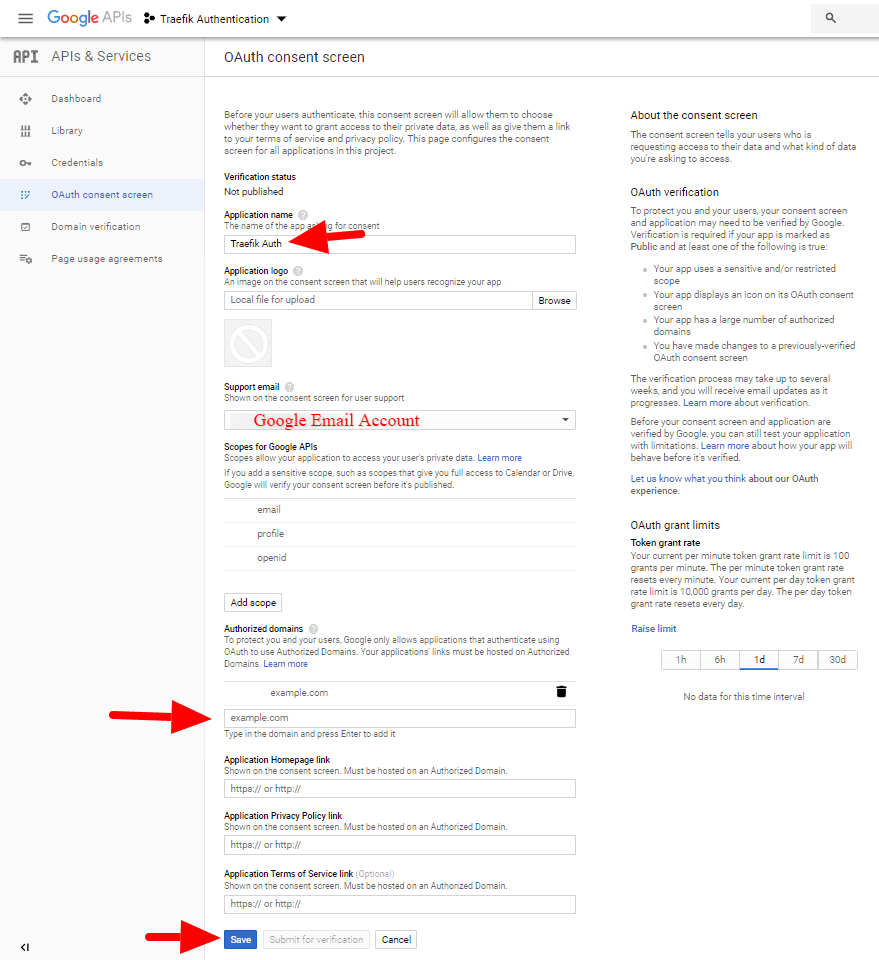 Google APIs
Traefik Authentication
API APIs & Services
OAuth consent screen
Dashboard
Library
Credentials
OAuth consent screen
Domain verification
Page usage agreements
Before your users authenticate, this consent screen will allow them to choose
whether they want to grant access to their private data, as well as give them a link
to your terms of service and privacy policy. This page configures the consent
screen for all applications in this project.
Verification status
Not published
Application name
The name of the app asking for consent
Traefik Auth
Application logo
An image on the consent screen that will help users recognize your app
Local file for upload
Browse
Support email
Shown on the consent screen for user support
Google Email Account
Scopes for Google APIs
Scopes allow your application to access your user's private data. Learn more
If you add a sensitive scope, such as scopes that give you full access to Calendar or Drive,
Google will verify your consent screen before it's published.
email
profile
openid
Add scope
Authorized domains
To protect you and your users, Google only allows applications that authenticate using
OAuth to use Authorized Domains. Your applications' links must be hosted on Authorized
Domains. Learn more
example.com
example.com
Type in the domain and press Enter to add it
Application Homepage link
Shown on the consent screen. Must be hosted on an Authorized Domain.
https:// or http://
Application Privacy Policy link
Shown on the consent screen. Must be hosted on an Authorized Domain.
https:// or http://
Application Terms of Service link (Optional)
Shown on the consent screen. Must be hosted on an Authorized Domain.
https:// or http://
Save
Submit for verification
Cancel
About the consent screen
The consent screen tells your users who is
requesting access to their data and what kind of data
you're asking to access.
OAuth verification
To protect you and your users, your consent screen
and application may need to be verified by Google.
Verification is required if your app is marked as
Public and at least one of the following is true:
Your app uses a sensitive and/or restricted
scope
Your app displays an icon on its OAuth consent
screen
Your app has a large number of authorized
domains
You have made changes to a previously-verified
OAuth consent screen
The verification process may take up to several
weeks, and you will receive email updates as it
progresses. Learn more about verification.
Before your consent screen and application are
verified by Google, you can still test your application
with limitations. Learn more about how your app will
behave before it's verified.
Let us know what you think about our OAuth
experience.
OAuth grant limits
Token grant rate
Your current per minute token grant rate limit is 100
grants per minute. The per minute token grant rate
resets every minute. Your current per day token grant
rate limit is 10,000 grants per day. The per day token
grant rate resets every day.
Raise limit
1h 6h 1d 7d 30d
No data for this time interval